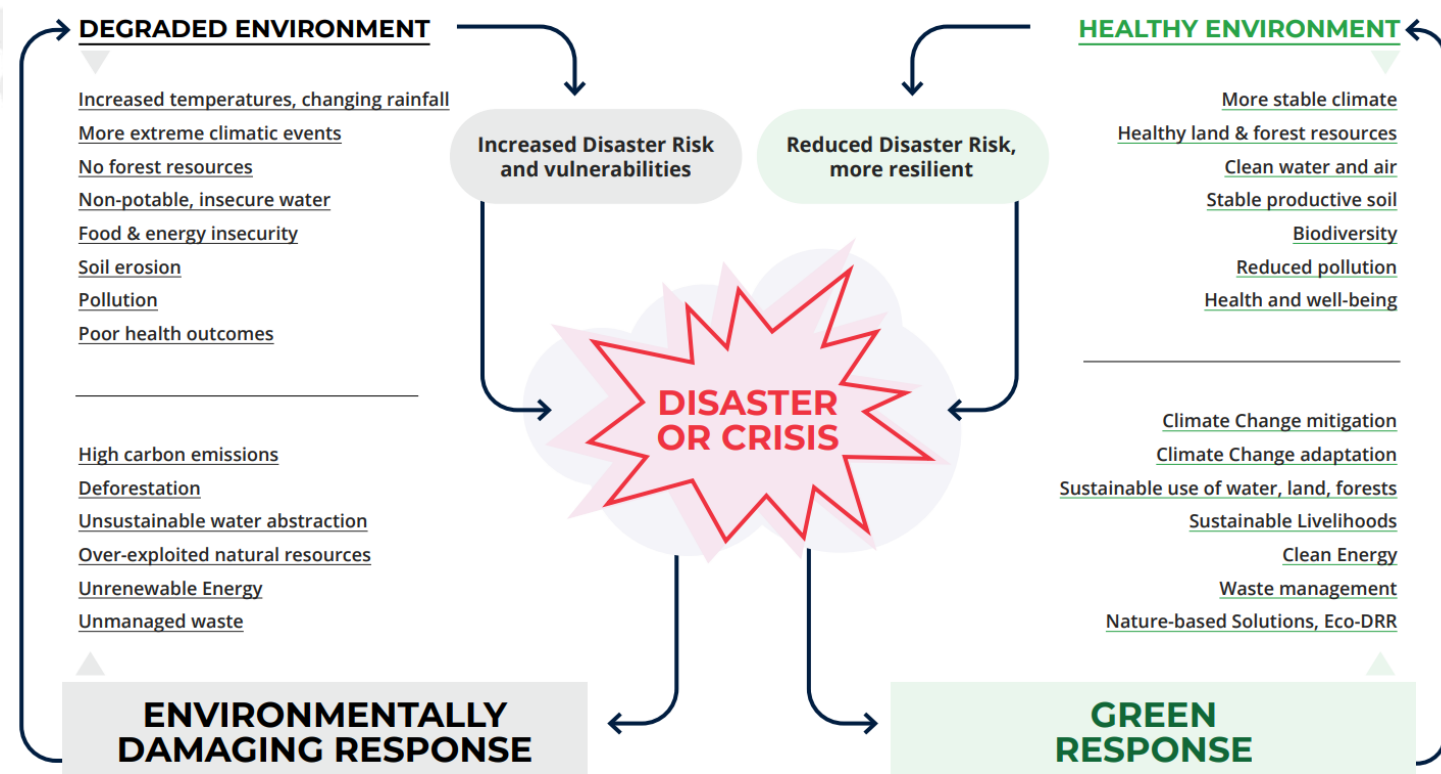 DEGRADED ENVIRONMENT
Increased temperatures, changing rainfall
More extreme climatic events
No forest resources
Non-potable, insecure water
Food & energy insecurity
Soil erosion
Pollution
Poor health outcomes
High carbon emissions
Deforestation
Unsustainable water abstraction
Over-exploited natural resources
Unrenewable Energy
Unmanaged waste
ENVIRONMENTALLY
DAMAGING RESPONSE
Increased Disaster Risk
and vulnerabilities
Reduced Disaster Risk,
more resilient
DISASTER
OR CRISIS
HEALTHY ENVIRONMENT
More stable climate
Healthy land & forest resources
Clean water and air
Stable productive soil
Biodiversity
Reduced pollution
Health and well-being
Climate Change mitigation
Climate Change adaptation
Sustainable use of water, land, forests
Sustainable Livelihoods
Clean Energy
Waste management
Nature-based Solutions, Eco-DRR
GREEN
RESPONSE